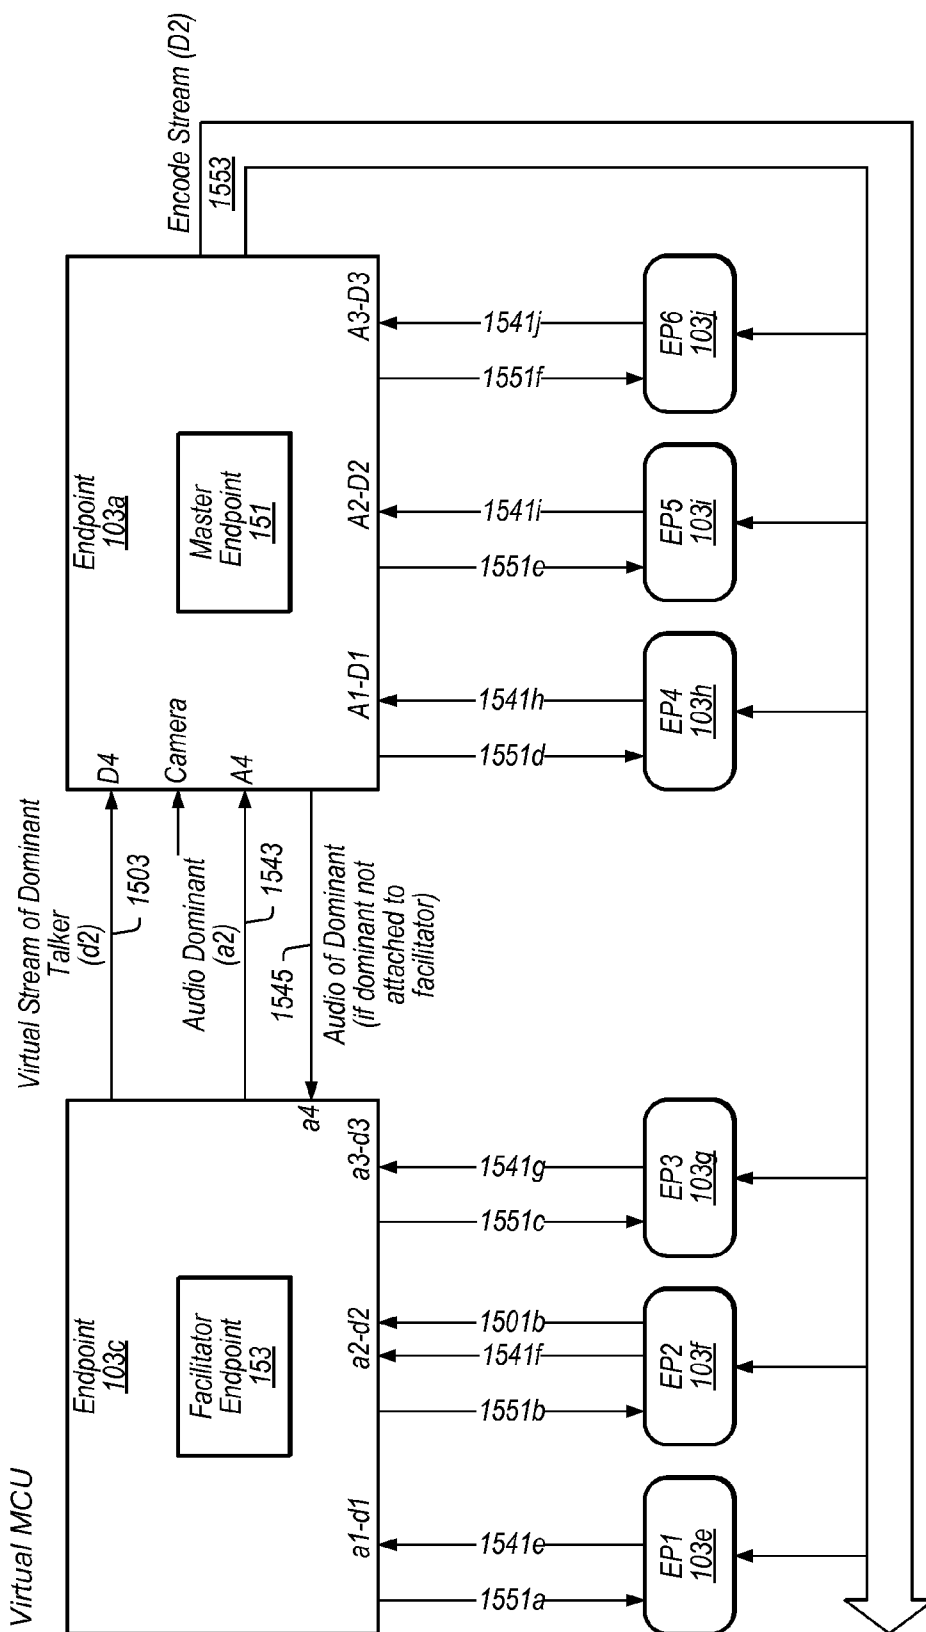 Virtual MCU
Endpoint
103c
Facilitator
Endpoint
153
a1-d1
a2-d2
a3-d3
a4
Virtual Stream of Dominant
Talker
(d2)
1503
Audio Dominant
(a2)
1543
1545
Audio of Dominant
(if dominant not
attached to
facilitator)
D4
Camera
A4
Endpoint
103a
Master
Endpoint
151
A1-D1
A2-D2
A3-D3
Encode Stream (D2)
1553
1551a
1541e
1551b
1541f
1501b
1551c
1541g
1551d
1541h
1551e
1541i
1551f
1541j
EP1
103e
EP2
103f
EP3
103g
EP4
103h
EP5
103i
EP6
103j